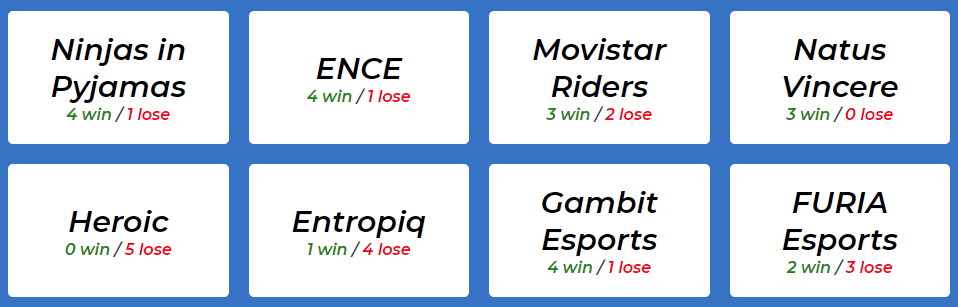 Ninjas in
Pyjamas
4 win / 1 lose
ENCE
4 win / 1 lose
Movistar
Riders
3 win / 2 lose
Natus
Vincere
3 win / 0 lose
Heroic
0 win / 5 lose
Entropiq
1 win / 4 lose
Gambit
Esports
4 win / 1 lose
FURIA
Esports
2 win / 3 lose